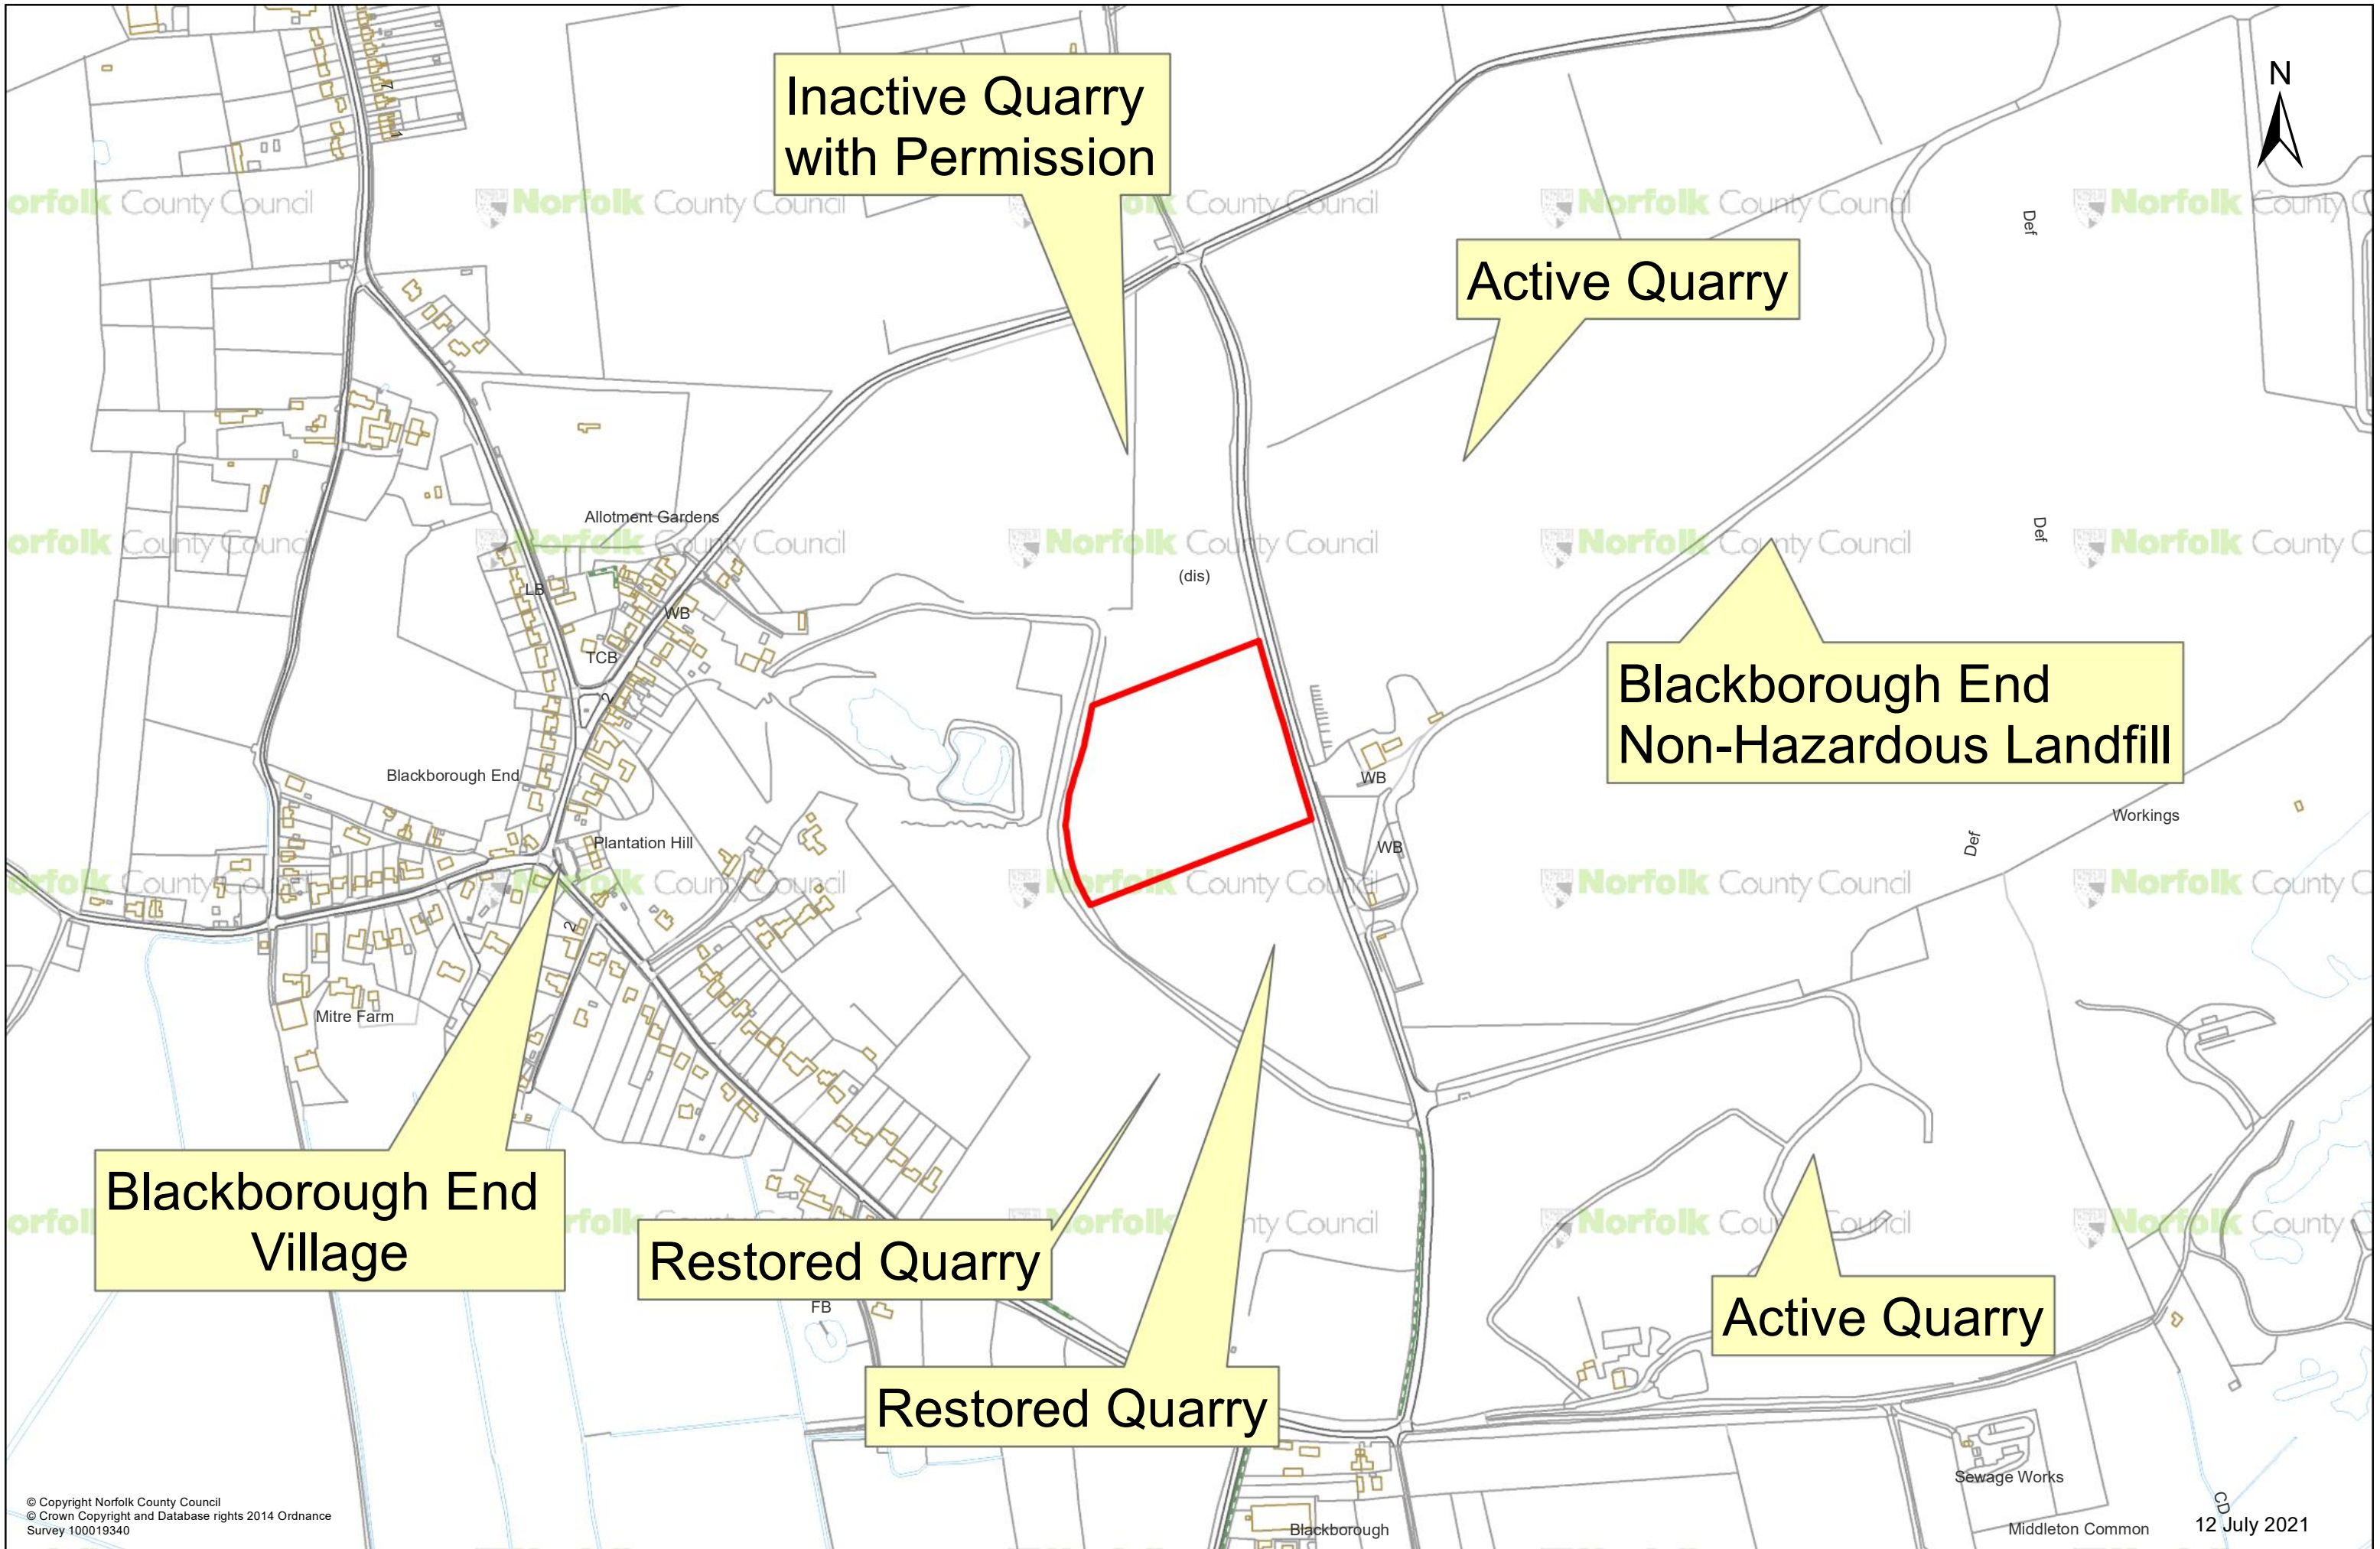 Inactive Quarry
with Permission
N
Active Quarry
Norfolk County Council
Def
Allotment Gardens
LB
WB
TCB
(dis)
Def
Blackborough End
Non-Hazardous Landfill
Blackborough End
WB
WB
Workings
Def
Plantation Hill
2
Mitre Farm
Blackborough End
Village
Restored Quarry
FB
Restored Quarry
Active Quarry
Sewage Works
CD
Blackborough
Middleton Common
12 July 2021
© Copyright Norfolk County Council
© Crown Copyright and Database rights 2014 Ordnance
Survey 100019340